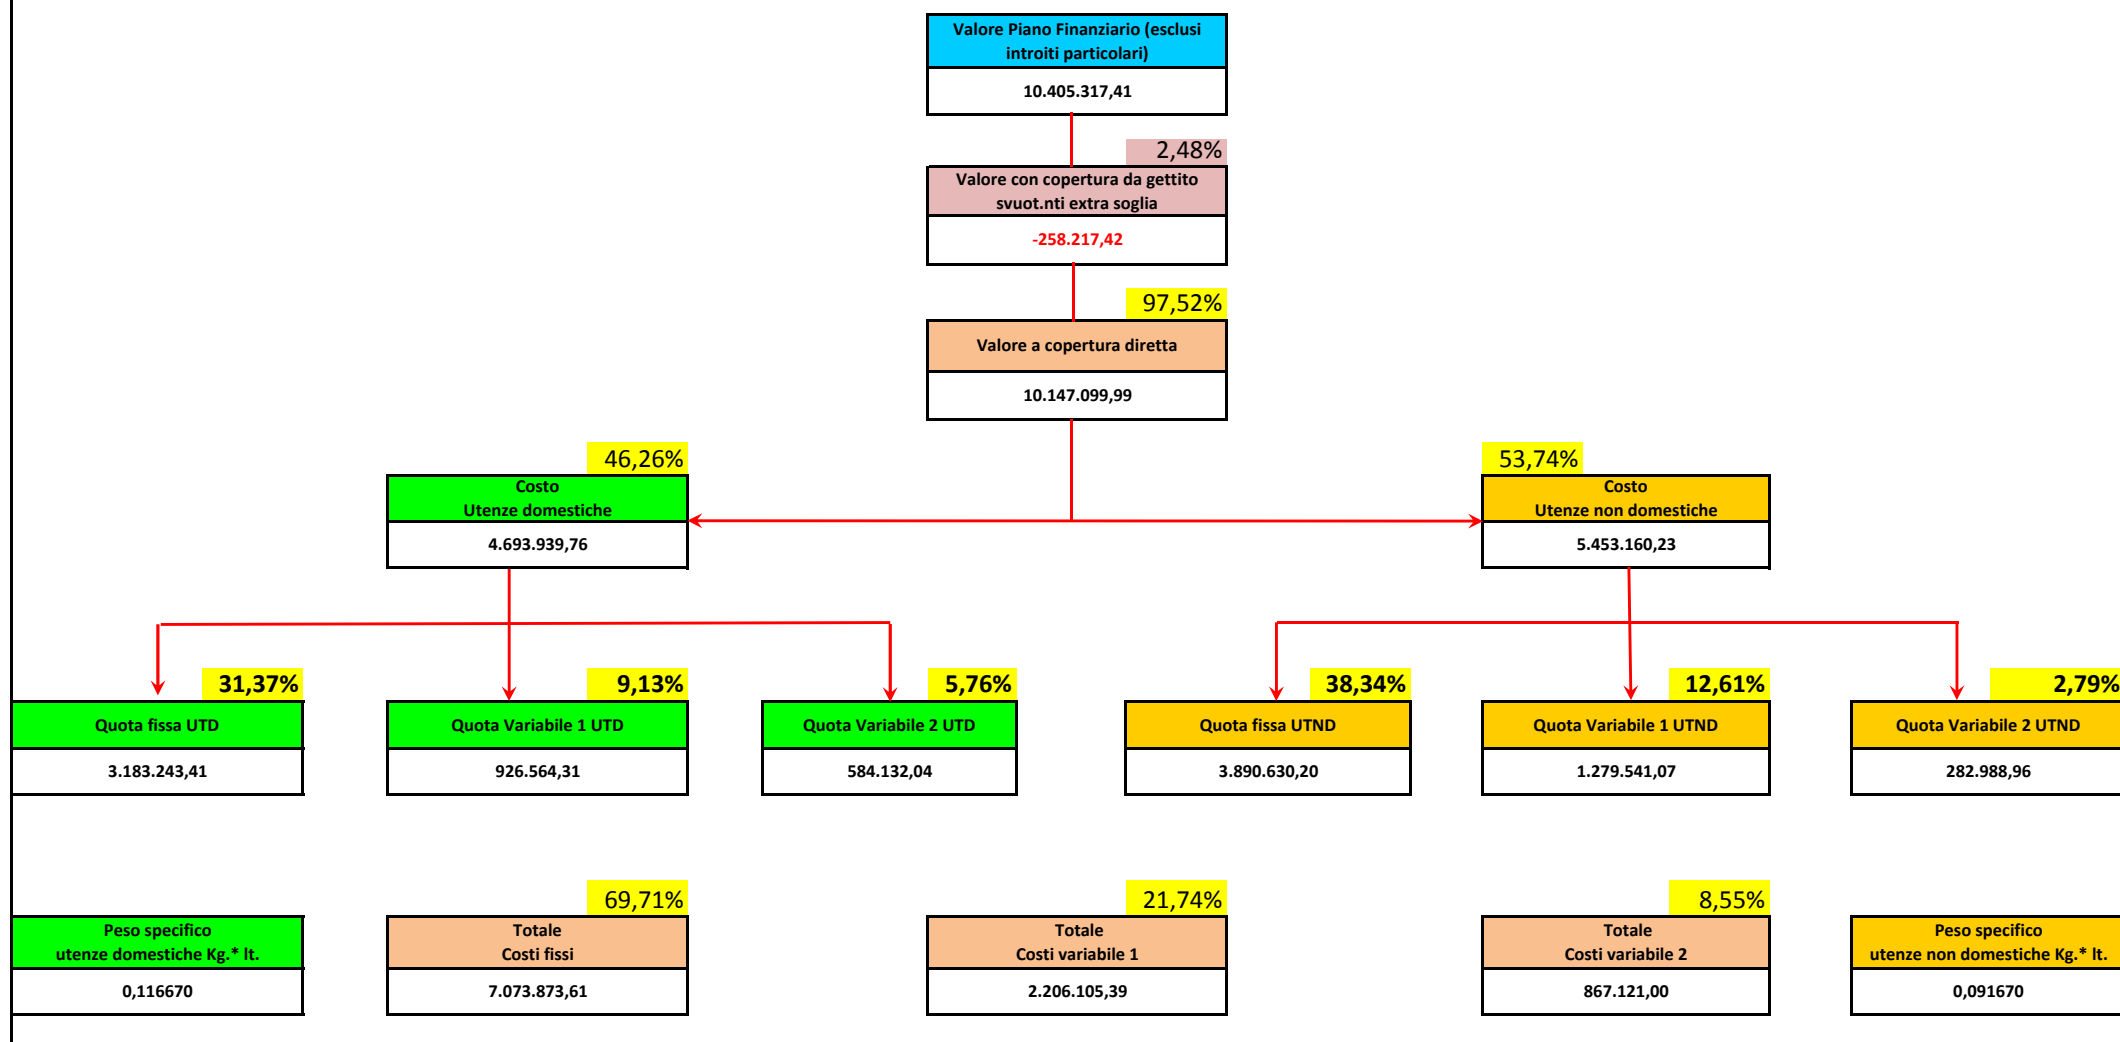 Valore Piano Finanziario (esclusi
introiti particolari)
10.405.317,41
2,48%
Valore con copertura da gettito
svuot.nti extra soglia
-258.217,42
97,52%
Valore a copertura diretta
10.147.099,99
46,26%
53,74%
Costo
Utenze domestiche
4.693.939,76
Costo
Utenze non domestiche
5.453.160,23
31,37%
9,13%
5,76%
38,34%
12,61%
2,79%
Quota fissa UTD
Quota Variabile 1 UTD
Quota Variabile 2 UTD
Quota fissa UTND
Quota Variabile 1 UTND
Quota Variabile 2 UTND
3.183.243,41
926.564,31
584.132,04
3.890.630,20
1.279.541,07
282.988,96
69,71%
21,74%
8,55%
Peso specifico
utenze domestiche Kg.* lt.
0,116670
Totale
Costi fissi
7.073.873,61
Totale
Costi variabile 1
2.206.105,39
Totale
Costi variabile 2
867.121,00
Peso specifico
utenze non domestiche Kg.* lt.
0,091670